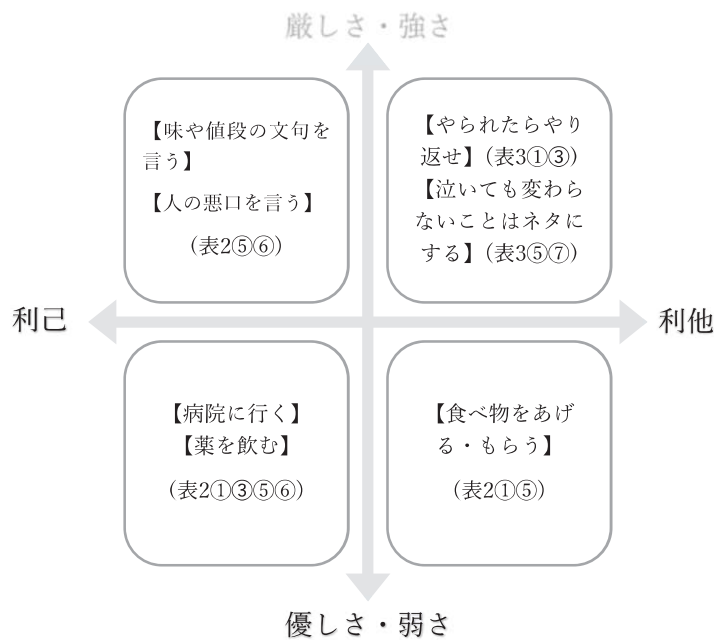 厳しさ・強さ
【味や値段の文句を
言う】
【人の悪口を言う】
（表2⑤⑥）
【やられたらやり
返せ】（表3①③）
【泣いても変わら
ないことはネタに
する】（表3⑤⑦）
利己
利他
【病院に行く】
【薬を飲む】
（表2①③⑤⑥）
【食べ物をあげ
る・もらう】
（表2①⑤）
優しさ・弱さ